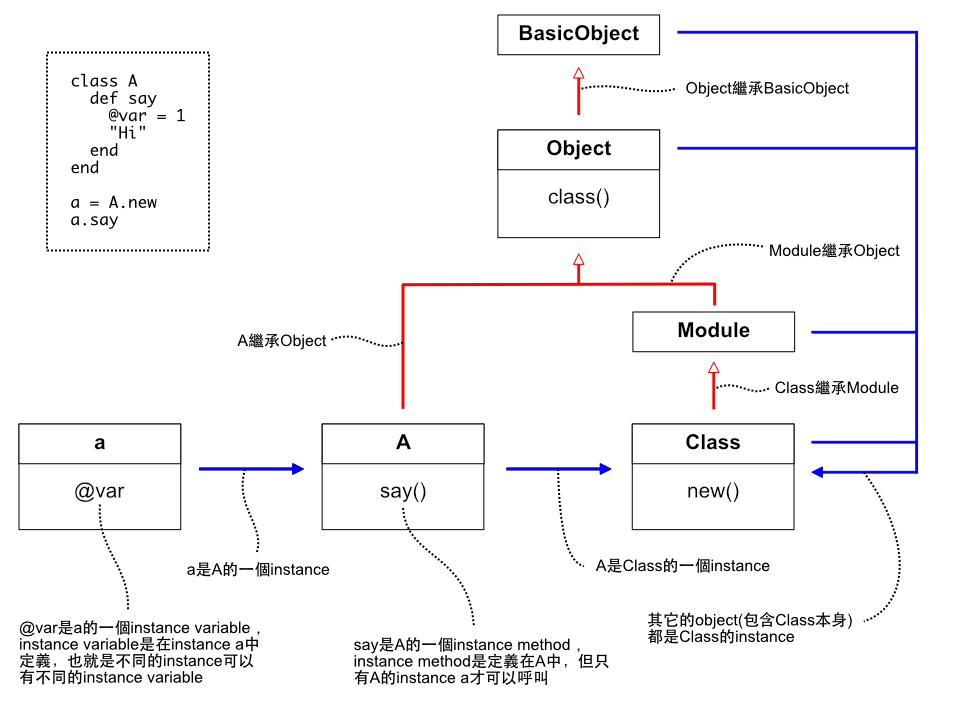 BasicObject
class A
  def say
    @var = 1
    "Hi"
  end
end
a = A.new
a.say
Object繼承BasicObject
Object
class()
Module繼承Object
Module
A繼承Object
Class繼承Module
a
@var
A
say()
Class
new()
a是A的一個instance
A是Class的一個instance
@var是a的一個instance variable，
instance variable是在instance a中
定義，也就是不同的instance可以
有不同的instance variable
say是A的一個instance method，
instance method是定義在A中，但只
有A的instance a才可以呼叫
其它的object(包含Class本身)
都是Class的instance